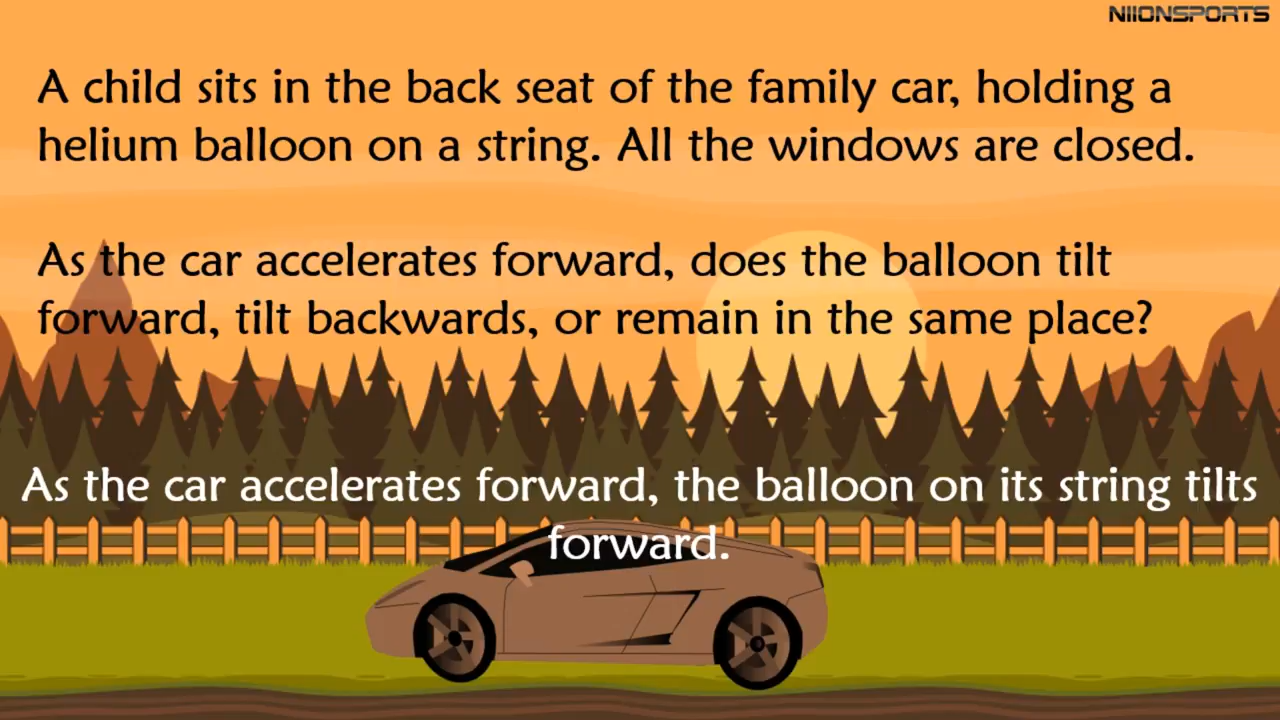 NIIONSPORTS
A child sits in the back seat of the family car, holding a
helium balloon on a string. All the windows are closed.
As the car accelerates forward, does the balloon tilt
forward, tilt backwards, or remain in the same place?
As the car accelerates forward, the balloon on its string tilts
forward.